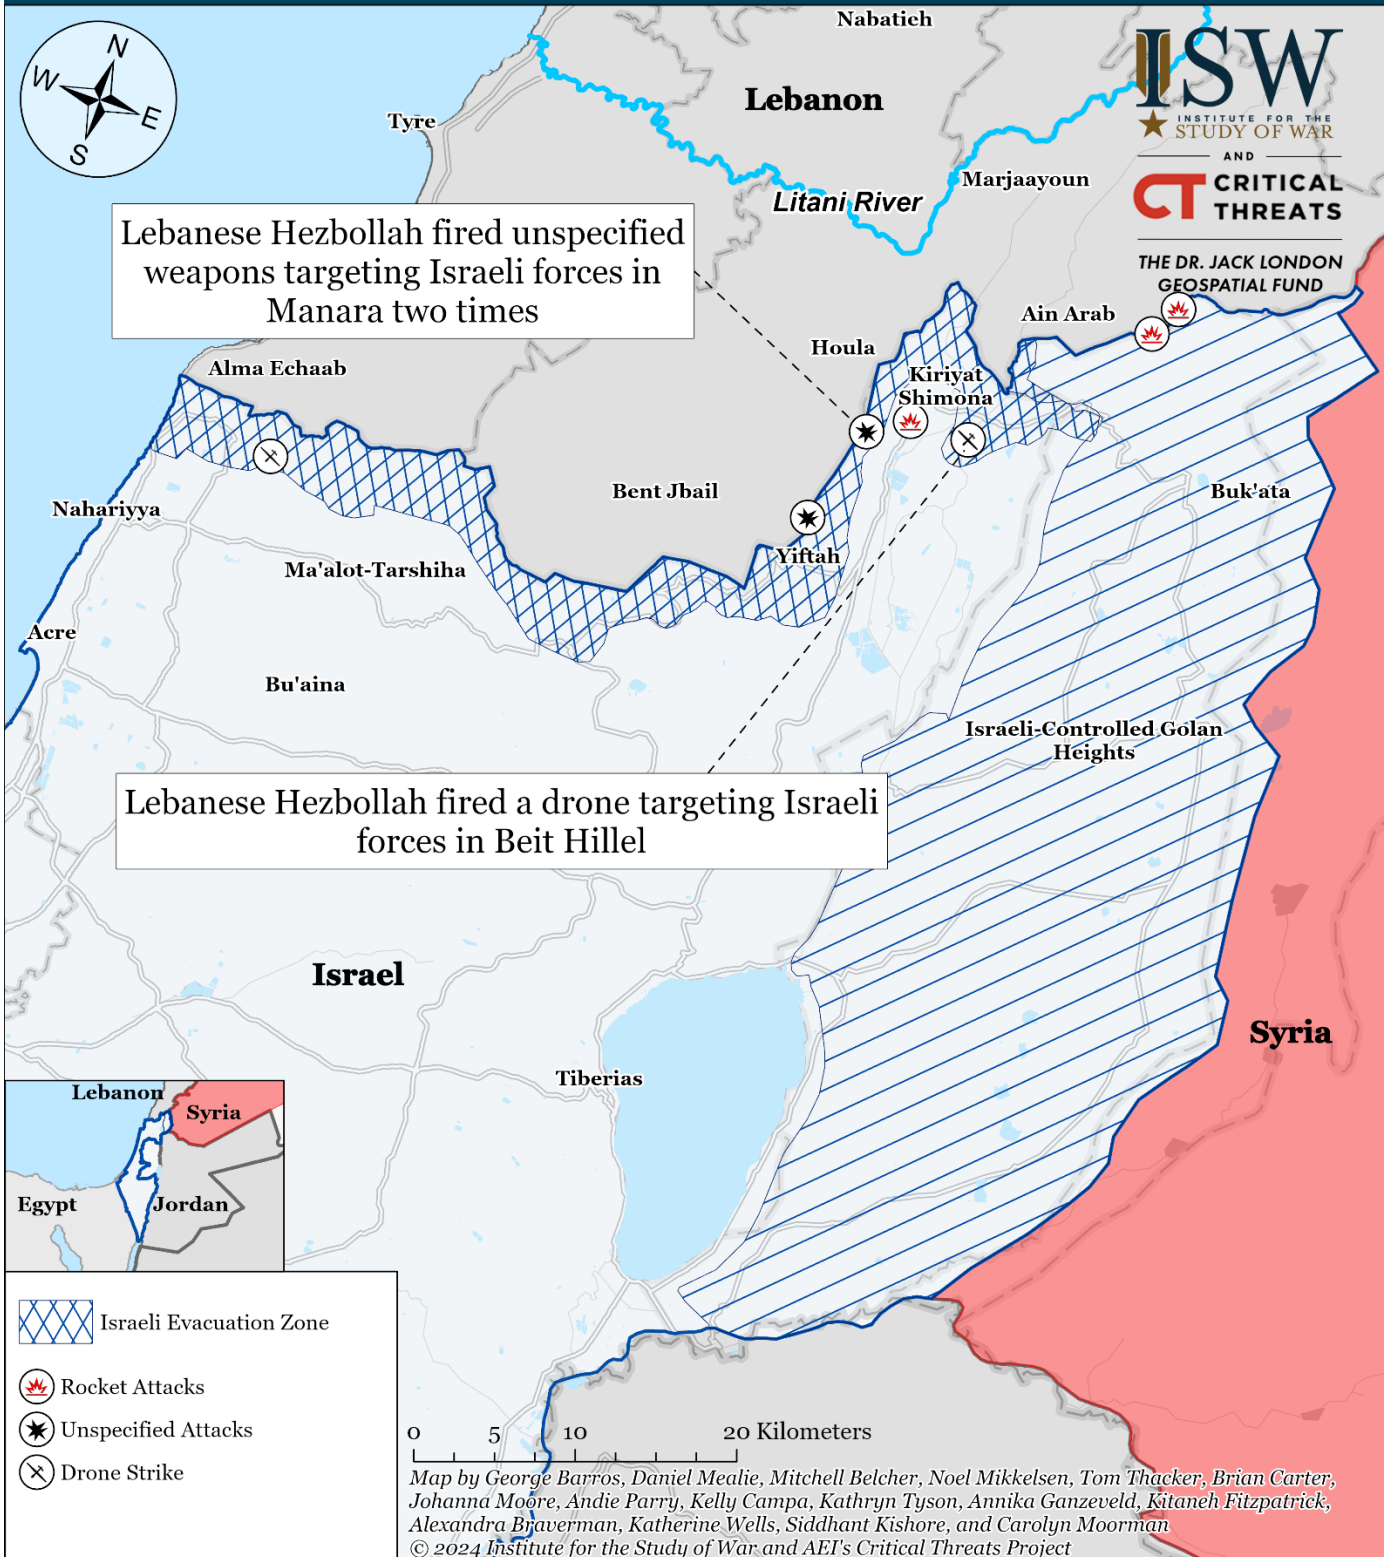 N
W
E
S
Nabatieh
Lebanon
ISW
INSTITUTE FOR THE
STUDY OF WAR
AND
CT CRITICAL
THREATS
THE DR. JACK LONDON
GEOSPATIAL FUND
Tyre
Litani River
Marjaayoun
Lebanese Hezbollah fired unspecified
weapons targeting Israeli forces in
Manara two times
Ain Arab
Houla
Alma Echaab
Kiriyat
Shimona
Bent Jbail
Buk'ata
Nahariyya
Yiftah
Ma'alot-Tarshiha
Acre
Bu'aina
Israeli-Controlled Golan
Heights
Lebanese Hezbollah fired a drone targeting Israeli
forces in Beit Hillel
Israel
Syria
Tiberias
Lebanon
Syria
Egypt
Jordan
Israeli Evacuation Zone
Rocket Attacks
Unspecified Attacks
Drone Strike
0 5 10 20 Kilometers
Map by George Barros, Daniel Mealie, Mitchell Belcher, Noel Mikkelsen, Tom Thacker, Brian Carter,
Johanna Moore, Andie Parry, Kelly Campa, Kathryn Tyson, Annika Ganzeveld, Kitaneh Fitzpatrick,
Alexandra Braverman, Katherine Wells, Siddhant Kishore, and Carolyn Moorman
© 2024 Institute for the Study of War and AEI's Critical Threats Project